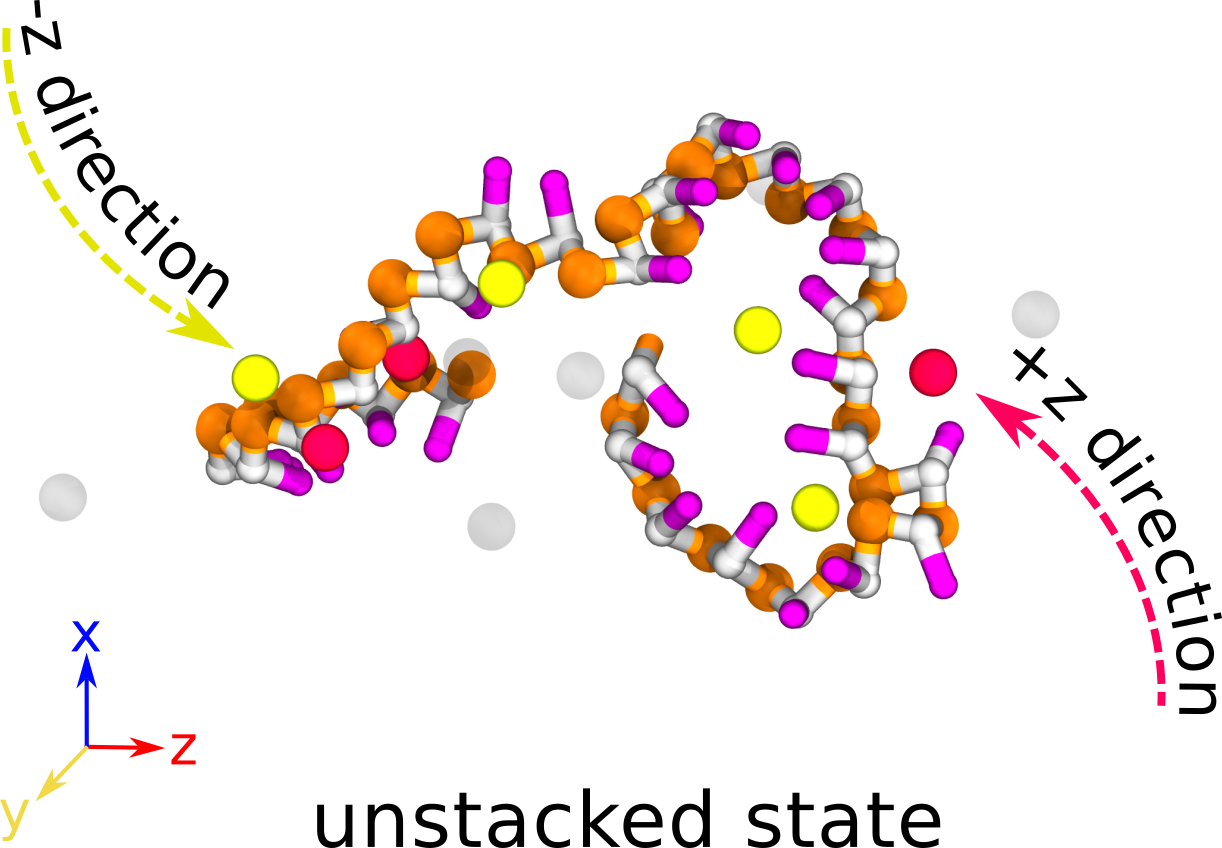 -z direction
+z direction
x
z
y
unstacked state